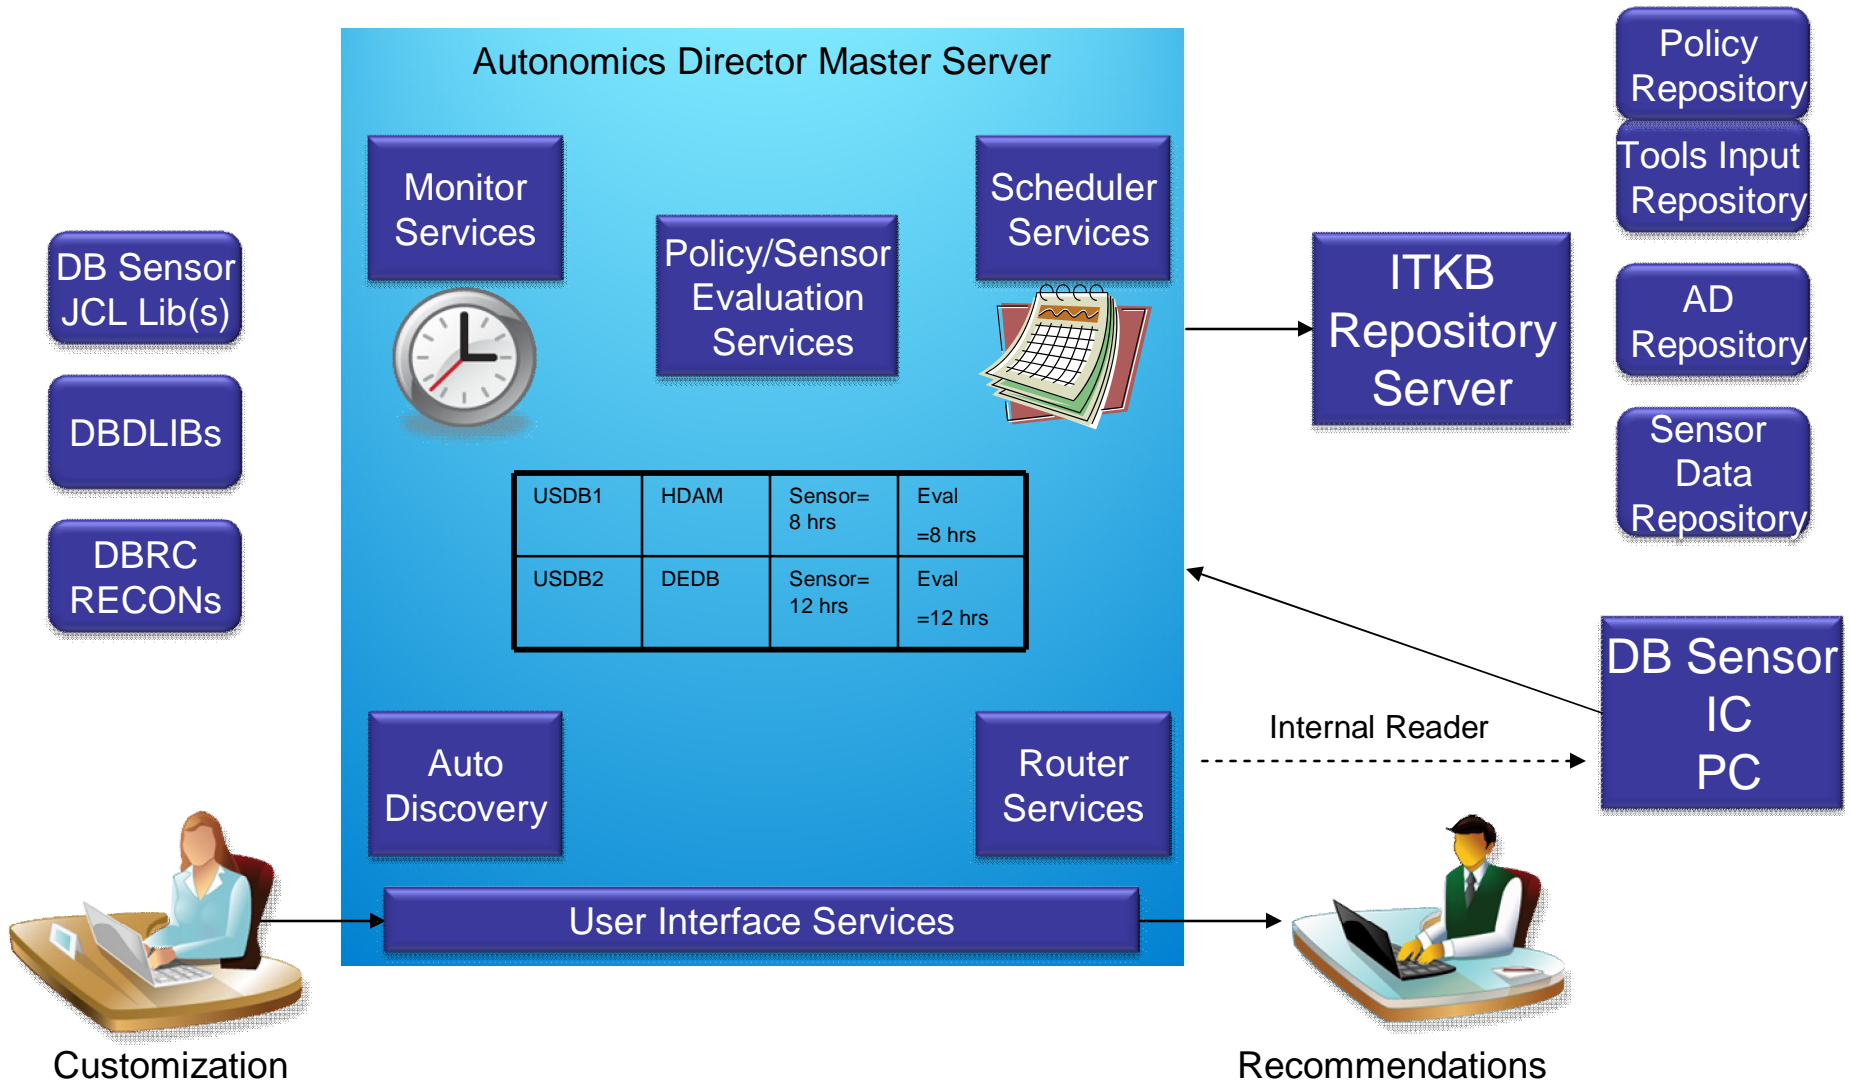 Autonomics Director Master Server
Policy
Repository
Tools Input
Repository
AD
Repository
Sensor
Data
Repository
Monitor
Services
Scheduler
Services
Policy/Sensor
Evaluation
Services
DB Sensor
JCL Lib(s)
DBDLIBs
DBRC
RECONs
ITKB
Repository
Server
USDB1 HDAM Sensor= Eval
8 hrs =8 hrs
USDB2 DEDB Sensor= Eval
12 hrs =12 hrs
DB Sensor
IC
PC
Internal Reader
Auto
Discovery
Router
Services
User Interface Services
Customization
Recommendations